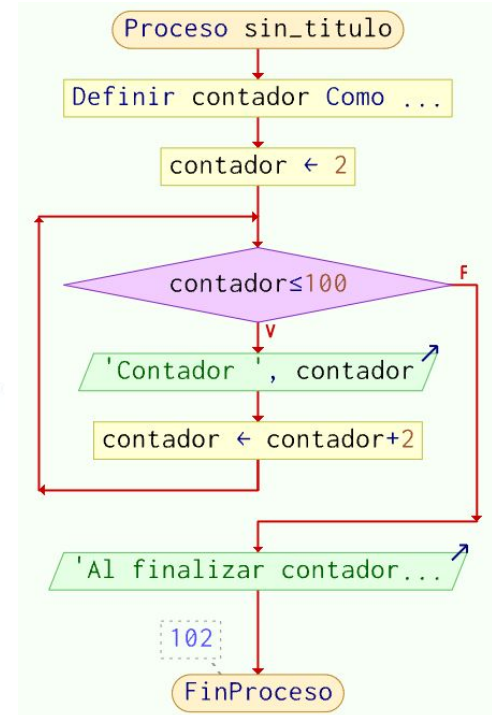 Proceso sin_titulo
Definir contador Como ...
contador ← 2
contador≤100
F
V
'Contador ', contador
contador ← contador+2
'Al finalizar contador...
102
FinProceso